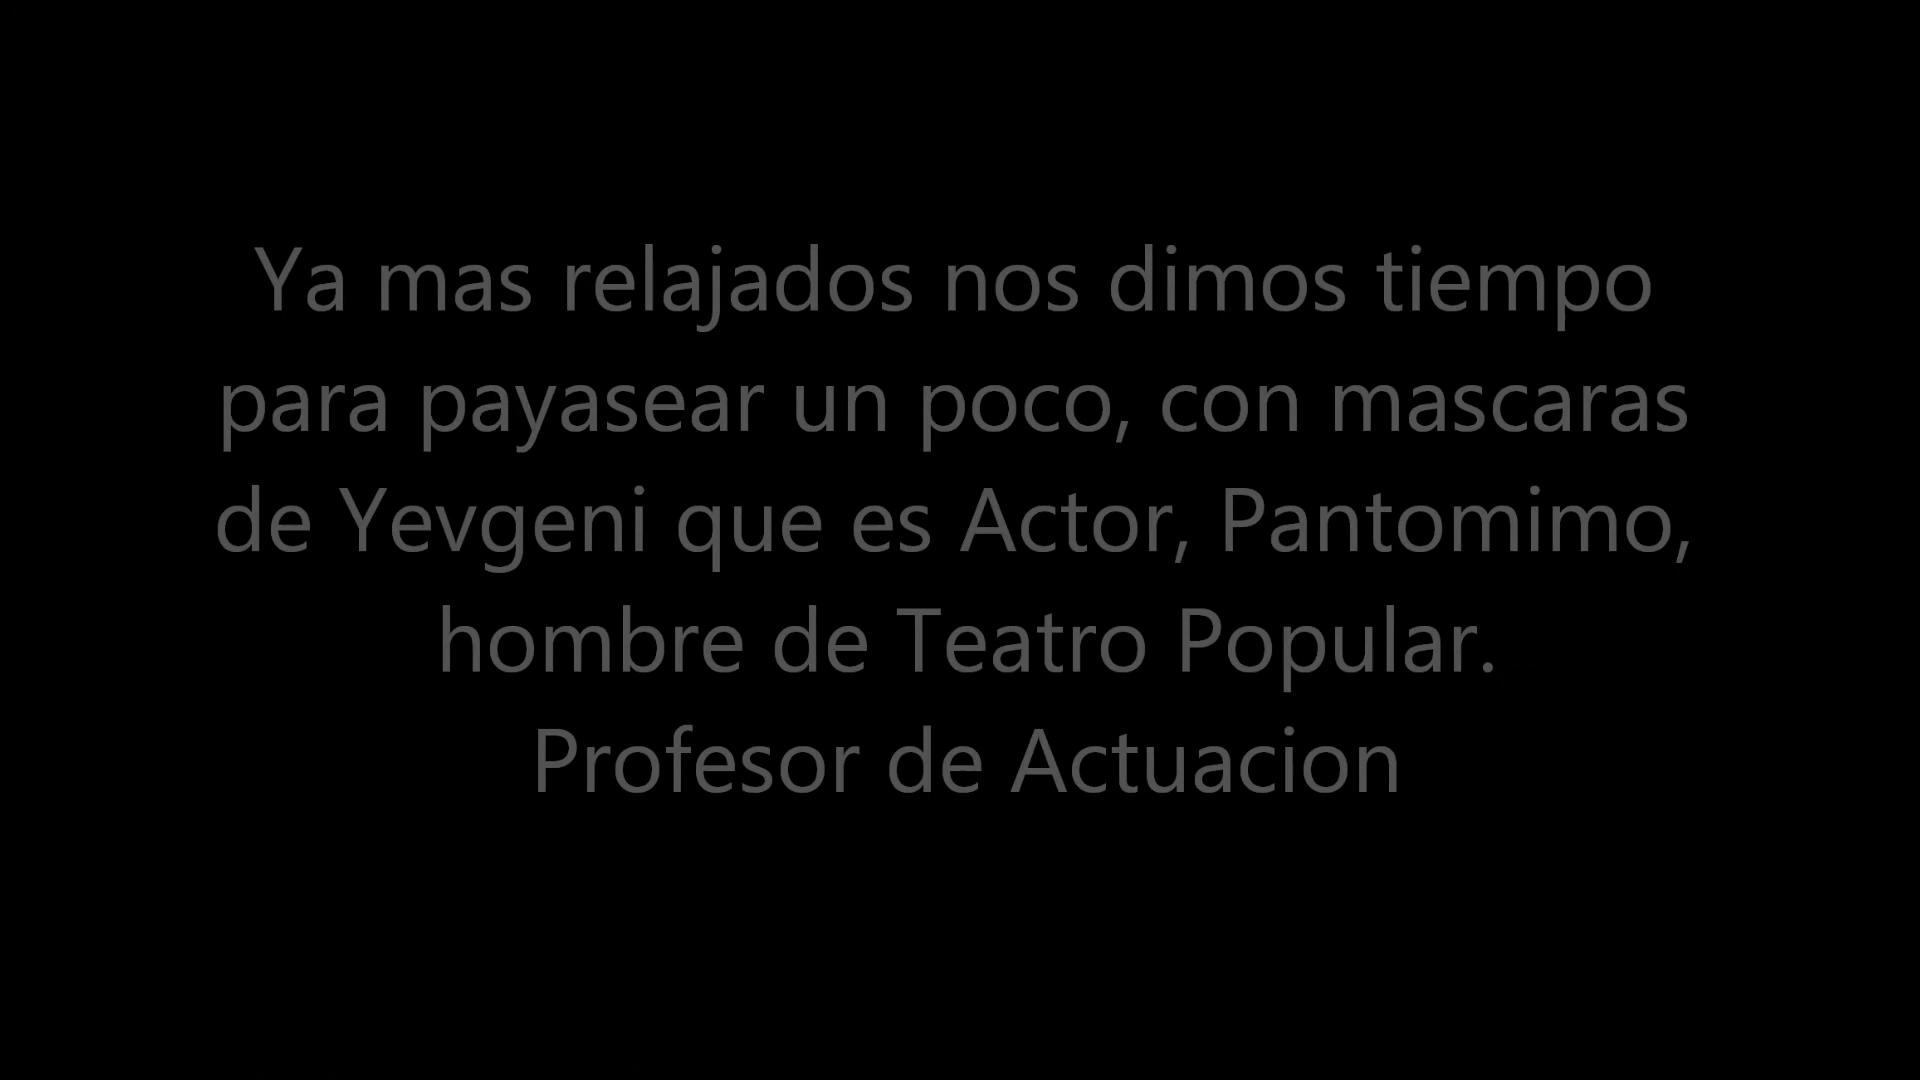 Ya mas relajados nos dimos tiempo
para payasear un poco, con mascaras
de Yevgeni que es Actor, Pantomimo,
hombre de Teatro Popular.
Profesor de Actuacion